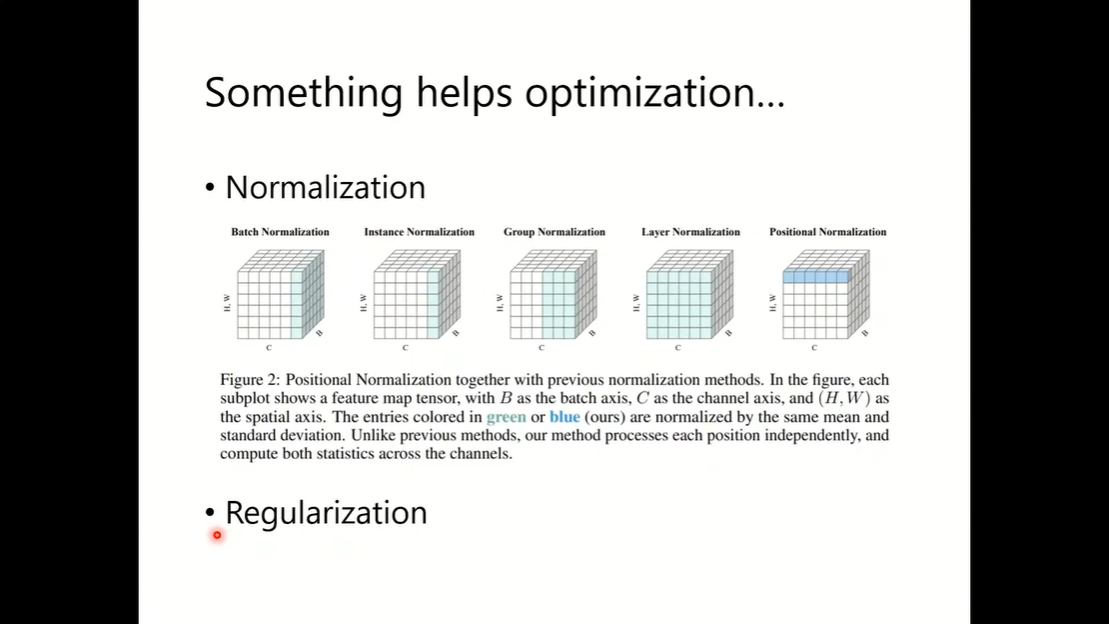 Something helps optimization...
• Normalization
Batch Normalization Instance Normalization Group Normalization Layer Normalization Positional Normalization
H, W H, W H, W H, W H, W
B B B B B
C C C C C
Figure 2: Positional Normalization together with previous normalization methods. In the figure, each
subplot shows a feature map tensor, with B as the batch axis, C as the channel axis, and (H, W) as
the spatial axis. The entries colored in green or blue (ours) are normalized by the same mean and
standard deviation. Unlike previous methods, our method processes each position independently, and
compute both statistics across the channels.
• Regularization